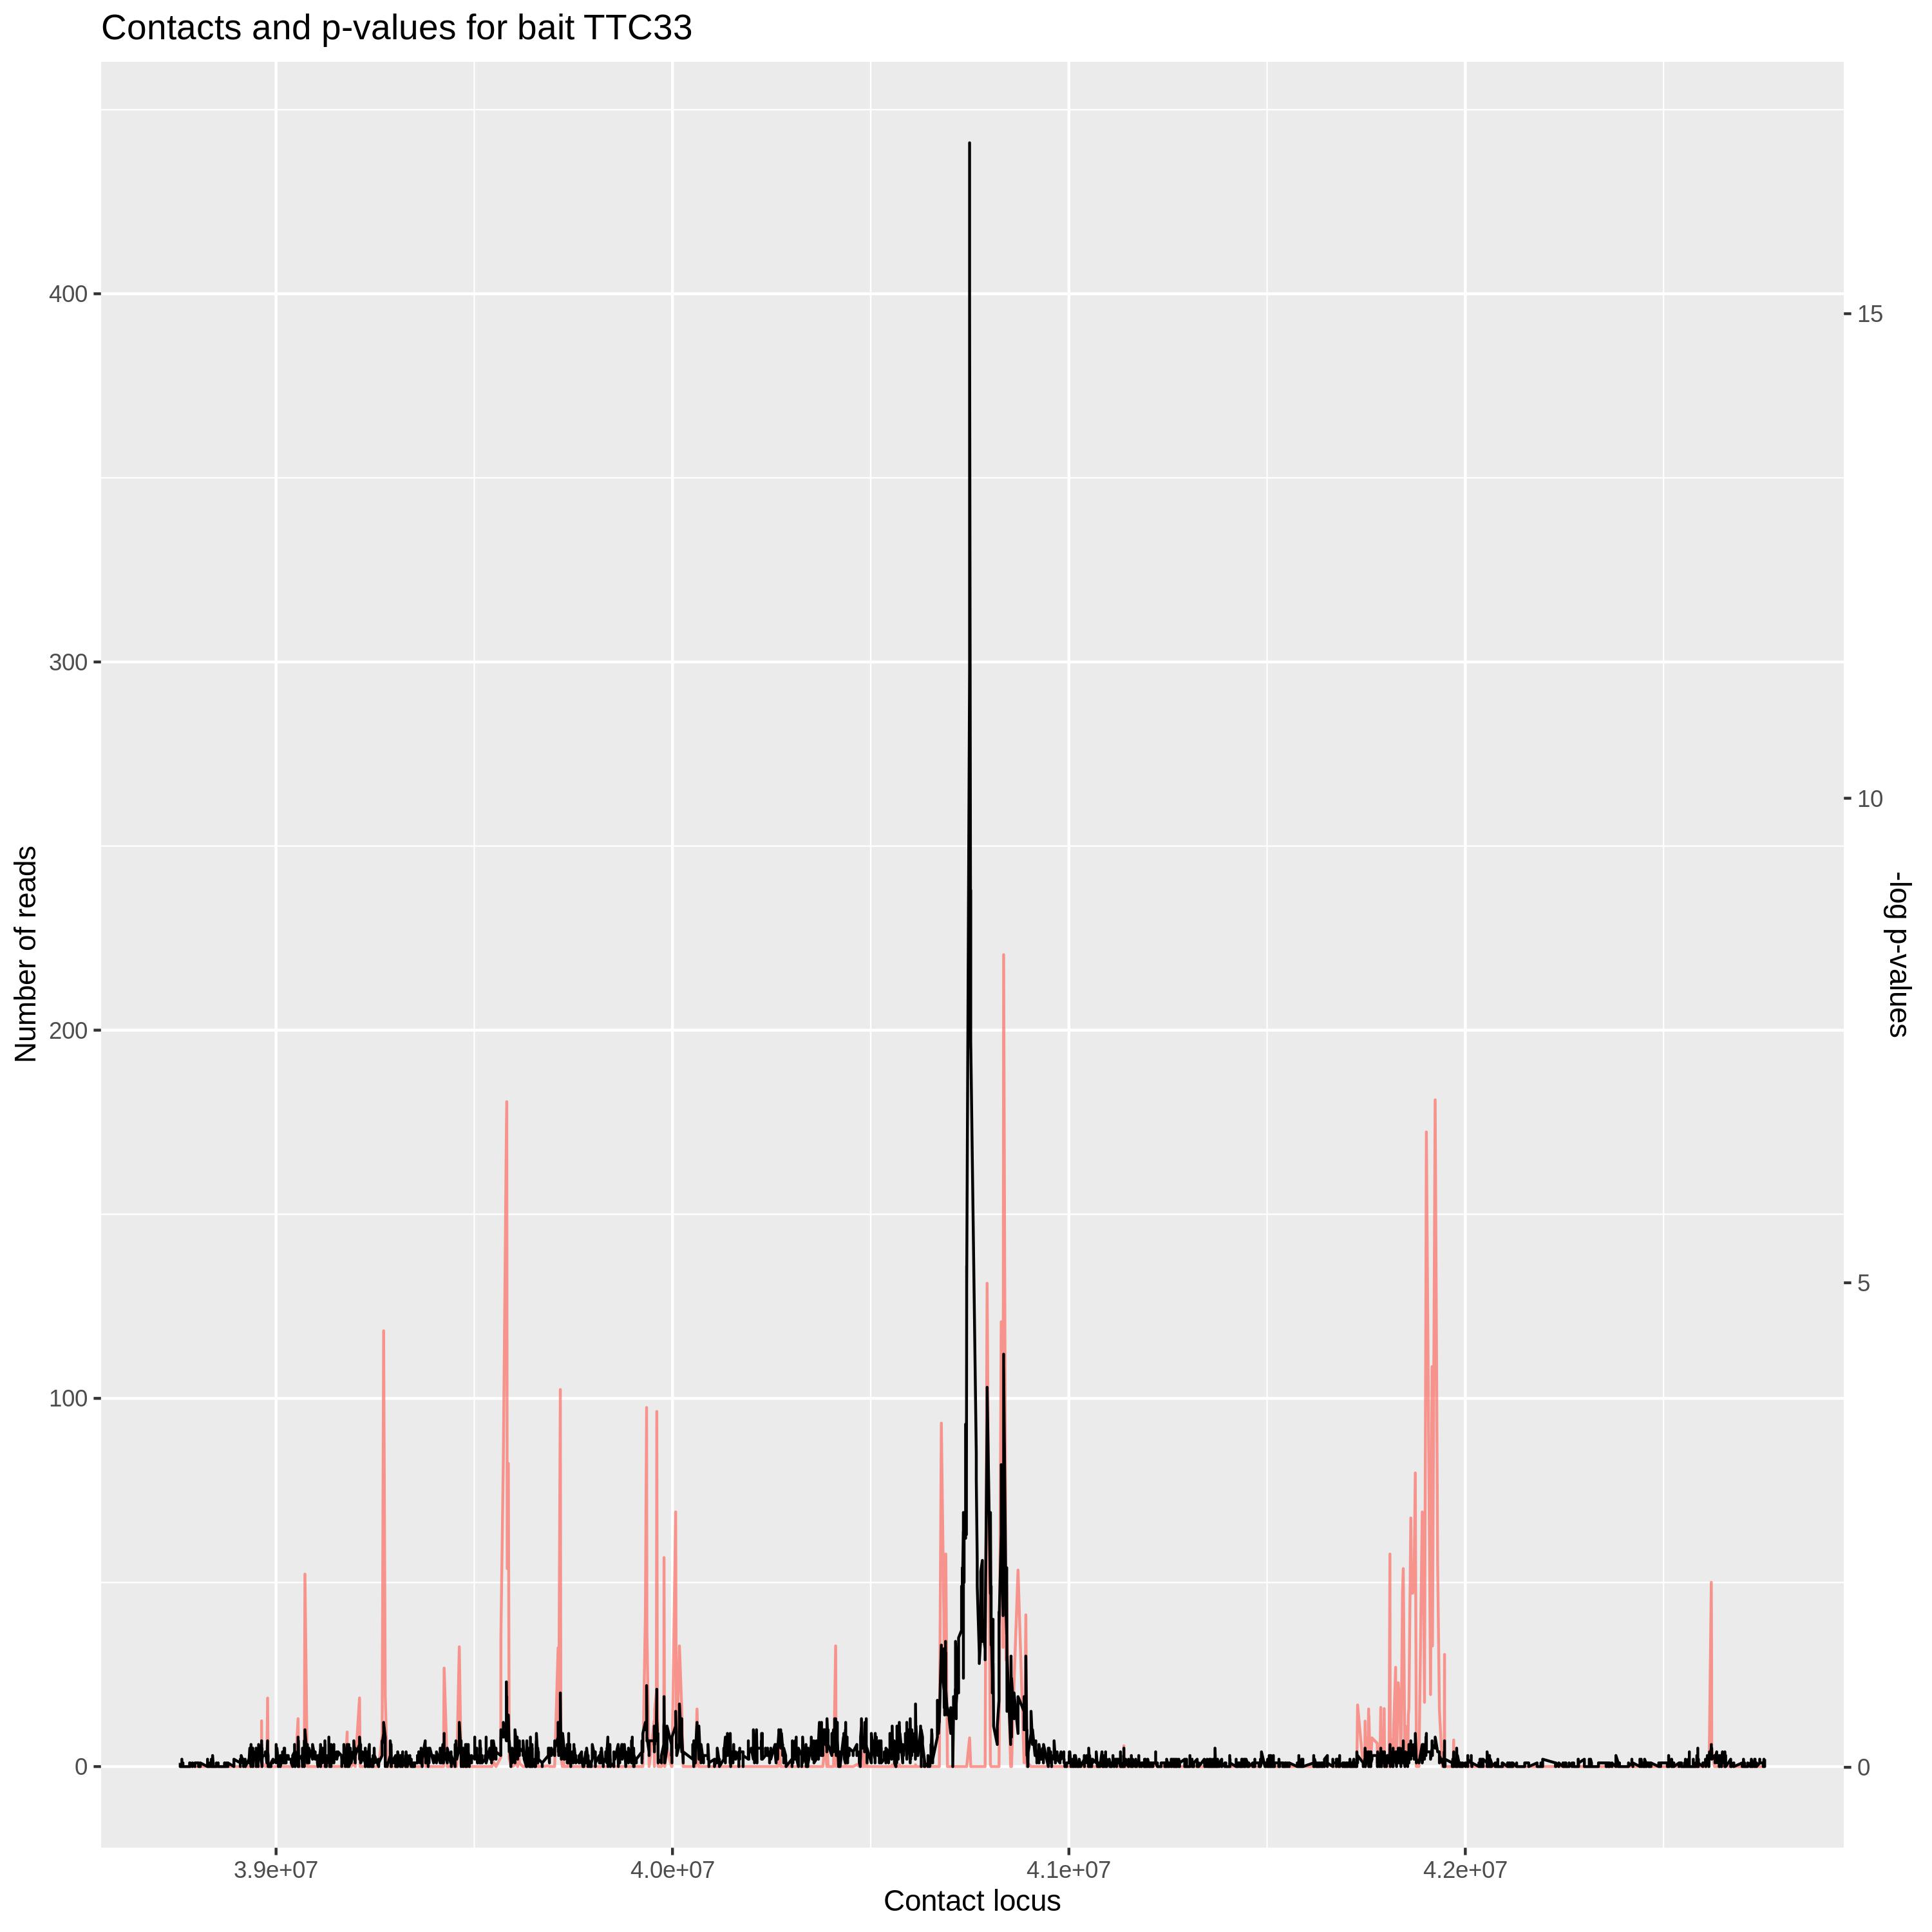 Contacts and p-values for bait TTC33
400
300
200
100
0
Number of reads
15
10
5
0
-log p-values
3.9e+07
4.0e+07
4.1e+07
4.2e+07
Contact locus